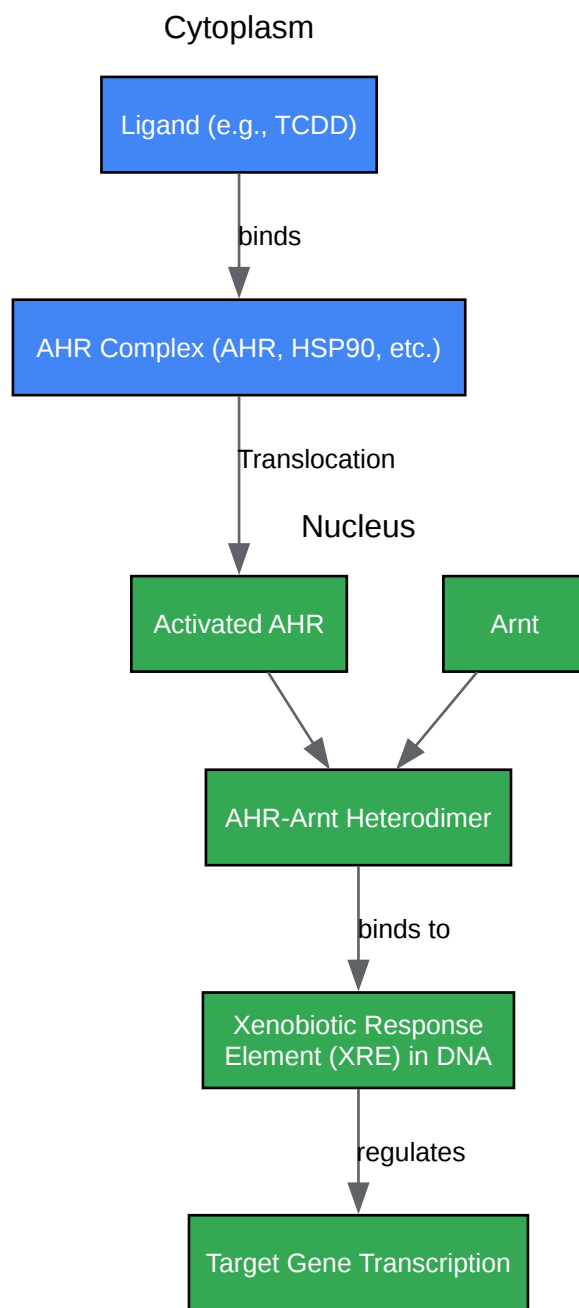 Cytoplasm
Ligand (e.g., TCDD)
binds
AHR Complex (AHR, HSP90, etc.)
Translocation
Nucleus
Activated AHR
Arnt
AHR-Arnt Heterodimer
binds to
Xenobiotic Response
Element (XRE) in DNA
regulates
Target Gene Transcription